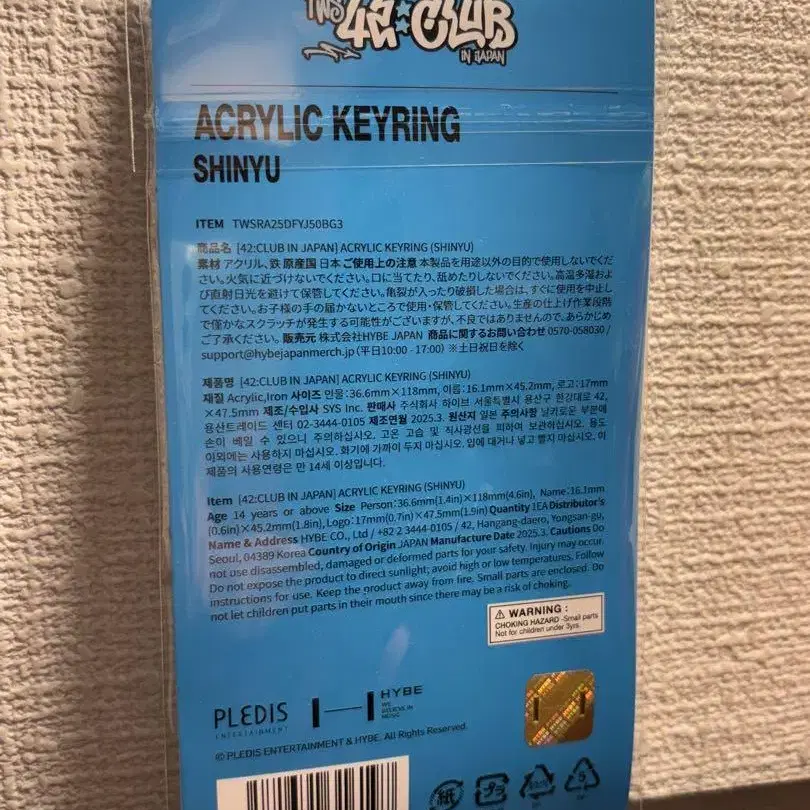 TWS
42:CLUB
IN JAPAN
ACRYLIC KEYRING
SHINYU
ITEM TWSRA25DFYJ50BG3
商品名 [42:CLUB IN JAPAN] ACRYLIC KEYRING (SHINYU)
素材 アクリル、鉄 原産国 日本 ご使用上の注意 本製品を用途以外の目的で使用しないでくだ
さい。火気に近づけないでください。口に当てたり、舐めたりしないでください。高温多湿およ
び直射日光を避けて保管してください。亀裂が入ったり破損した場合は、すぐに使用を中止し
てください。お子様の手の届かないところで使用・保管してください。生産の仕上げ作業段階
で僅かなスクラッチが発生する可能性がございますが、不良ではありませんので、あらかじめ
ご了承ください。販売元 株式会社HYBE JAPAN 商品に関するお問い合わせ 0570-058030 /
support@hybejapanmerch.jp (平日10:00 - 17:00) ※土日祝日を除く
제품명 [42:CLUB IN JAPAN] ACRYLIC KEYRING (SHINYU)
재질 Acrylic,Iron 사이즈 인물:36.6mm×118mm, 이름:16.1mm×45.2mm, 로고:17mm
×47.5mm 제조/수입사 SYS Inc. 판매사 주식회사 하이브 서울특별시 용산구 한강대로 42,
용산트레이드 센터 02-3444-0105 제조연월 2025.3. 원산지 일본 주의사항 날카로운 부분에
손이 베일 수 있으니 주의하십시오. 고온 고습 및 직사광선을 피하여 보관하십시오. 용도
이외에는 사용하지 마십시오. 화기에 가까이 두지 마십시오. 입에 대거나 넣고 빨지 마십시오. 이
제품의 사용연령은 만 14세 이상입니다.
Item [42:CLUB IN JAPAN] ACRYLIC KEYRING (SHINYU)
Age 14 years or above Size Person:36.6mm(1.4in)×118mm(4.6in), Name:16.1mm
(0.6in)×45.2mm(1.8in), Logo:17mm(0.7in)×47.5mm(1.9in) Quantity 1EA Distributor's
Name & Address HYBE CO., Ltd / +82 2 3444-0105 / 42, Hangang-daero, Yongsan-gu,
Seoul, 04389 Korea Country of Origin JAPAN Manufacture Date 2025.3. Cautions Do
not use disassembled, damaged or deformed parts for your safety. Injury may occur.
Do not expose the product to direct sunlight; avoid high or low temperatures. Follow
instructions for use. Keep the product away from fire. Small parts are enclosed. Do
not let children put parts in their mouth since there may be a risk of choking.
WARNING :
CHOKING HAZARD -Small parts
Not for children under 3yrs.
PLEDIS
ENTERTAINMENT
HYBE
WE
BELIEVE IN
MUSIC
© PLEDIS ENTERTAINMENT & HYBE. All Rights Reserved.
紙
プラ
5